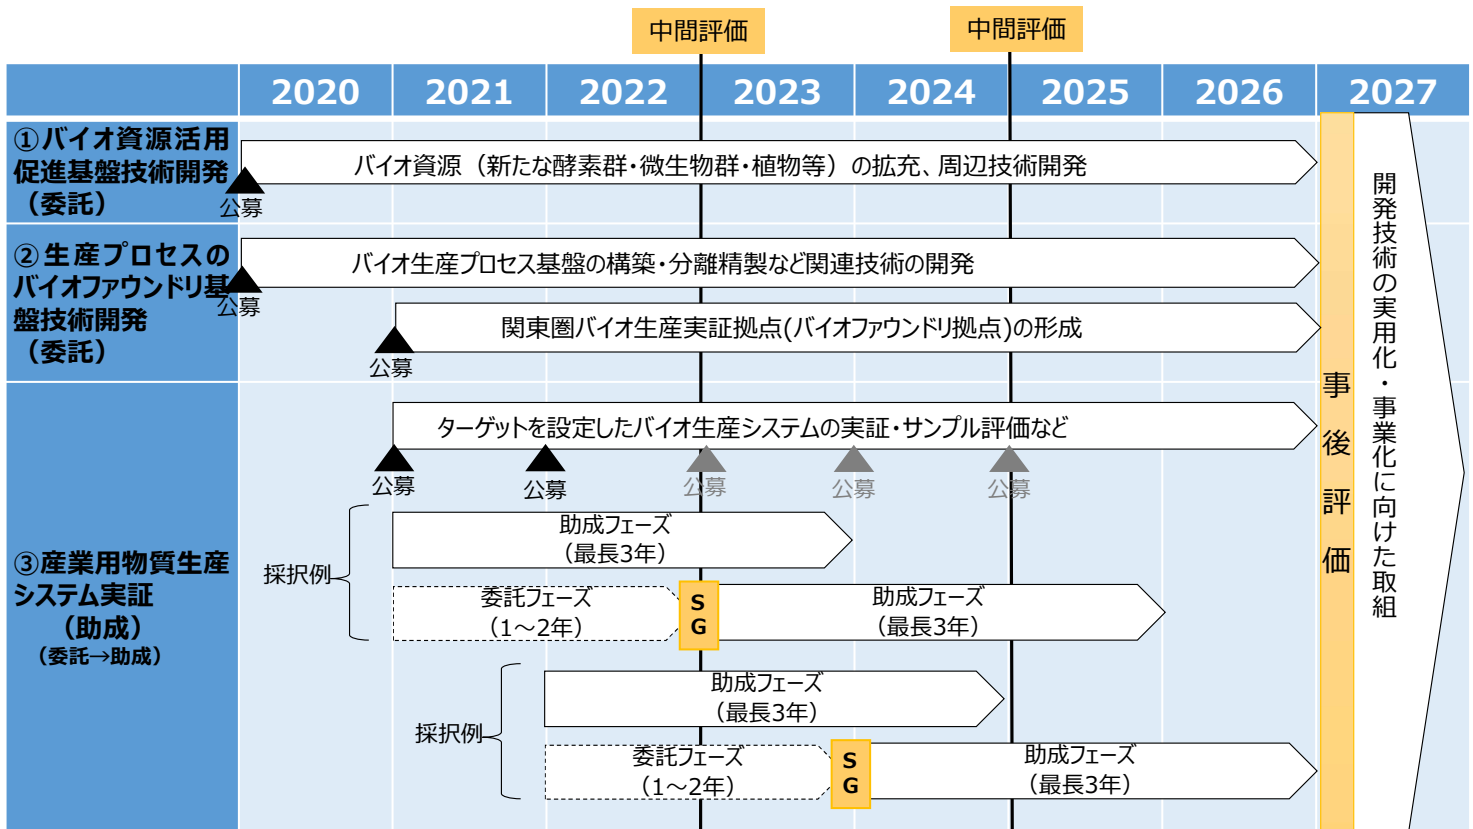 中間評価
中間評価
2020
2021
2022
2023
2024
2025
2026
2027
①バイオ資源活用
促進基盤技術開発
（委託）
バイオ資源（新たな酵素群・微生物群・植物等）の拡充、周辺技術開発
公募
②生産プロセスの
バイオファウンドリ基
盤技術開発
（委託）
バイオ生産プロセス基盤の構築・分離精製など関連技術の開発
公募
関東圏バイオ生産実証拠点(バイオファウンドリ拠点)の形成
公募
③産業用物質生産
システム実証
（助成）
（委託→助成）
ターゲットを設定したバイオ生産システムの実証・サンプル評価など
公募
公募
公募
公募
公募
採択例
助成フェーズ
（最長3年）
委託フェーズ
（1～2年）
S
G
助成フェーズ
（最長3年）
採択例
助成フェーズ
（最長3年）
委託フェーズ
（1～2年）
S
G
助成フェーズ
（最長3年）
事後評価
開発技術の実用化・事業化に向けた取組